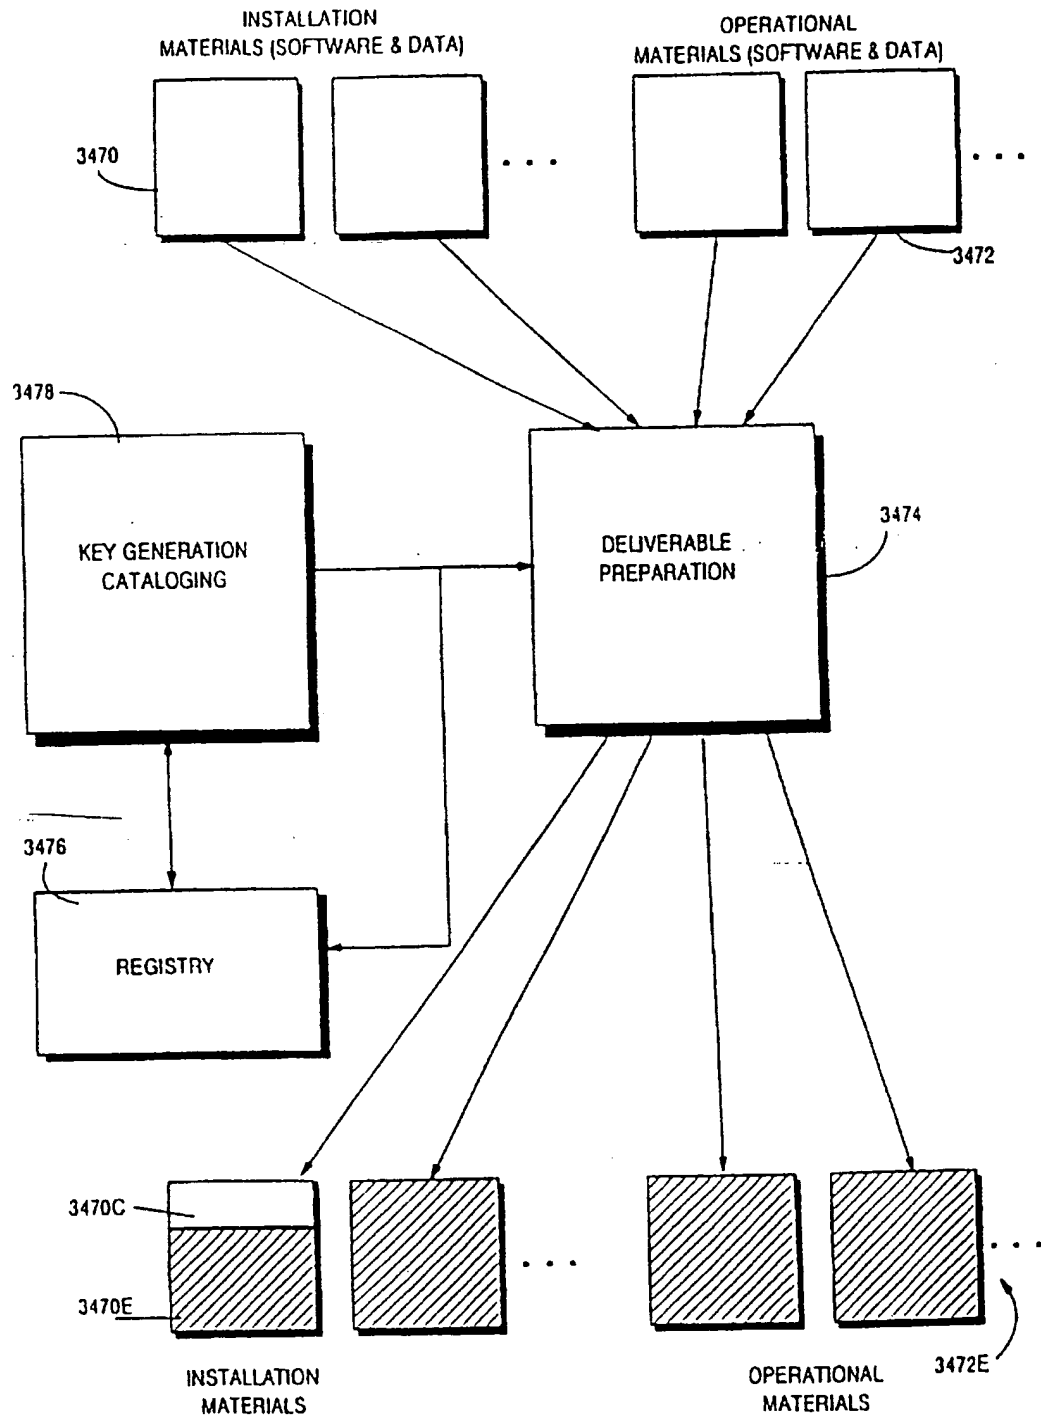 INSTALLATION
MATERIALS (SOFTWARE & DATA)
OPERATIONAL
MATERIALS (SOFTWARE & DATA)
3470
3472
3478
3474
KEY GENERATION
CATALOGING
DELIVERABLE
PREPARATION
3476
REGISTRY
3470C
3470E
3472E
INSTALLATION
MATERIALS
OPERATIONAL
MATERIALS